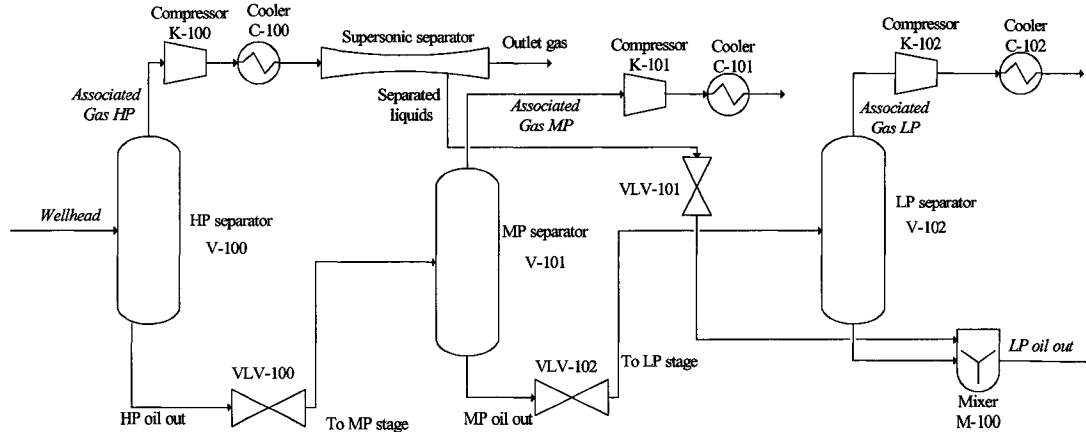 Compressor
K-100
Cooler
C-100
Supersonic separator
Outlet gas
Compressor
K-101
Cooler
C-101
Compressor
K-102
Cooler
C-102
Associated
Gas HP
Separated
liquids
Associated
Gas MP
Associated
Gas LP
VLV-101
Wellhead
HP separator
V-100
MP separator
V-101
LP separator
V-102
VLV-100
VLV-102
To LP stage
LP oil out
HP oil out
To MP stage
MP oil out
Mixer
M-100